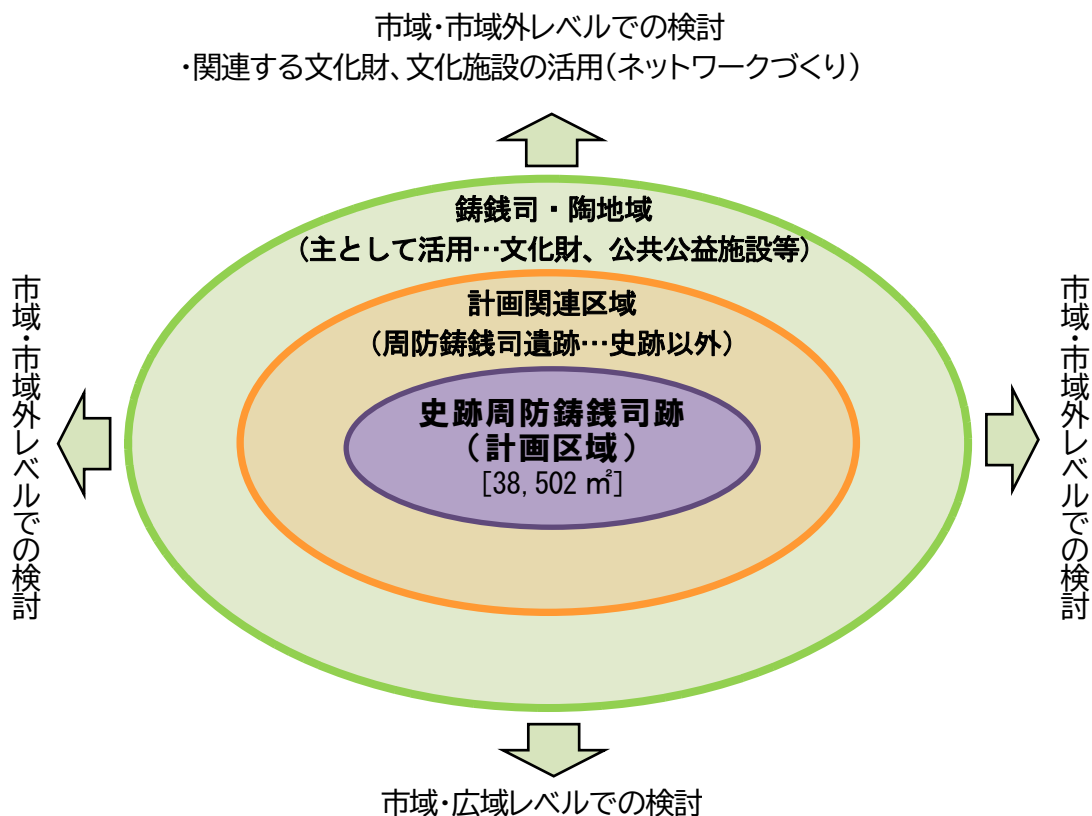 市域・市域外レベルでの検討
・関連する文化財、文化施設の活用(ネットワークづくり)
鋳銭司・陶地域
(主として活用…文化財、公共公益施設等)
計画関連区域
(周防鋳銭司遺跡…史跡以外)
史跡周防鋳銭司跡
(計画区域)
[38,502 ㎡]
市域・市域外レベルでの検討
市域・市域外レベルでの検討
市域・広域レベルでの検討